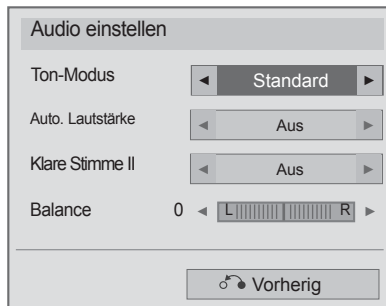 Audio einstellen
Ton-Modus ◄ Standard ►
Auto. Lautstärke ◄ Aus ►
Klare Stimme II ◄ Aus ►
Balance 0 ◄ L R ►
Vorherig